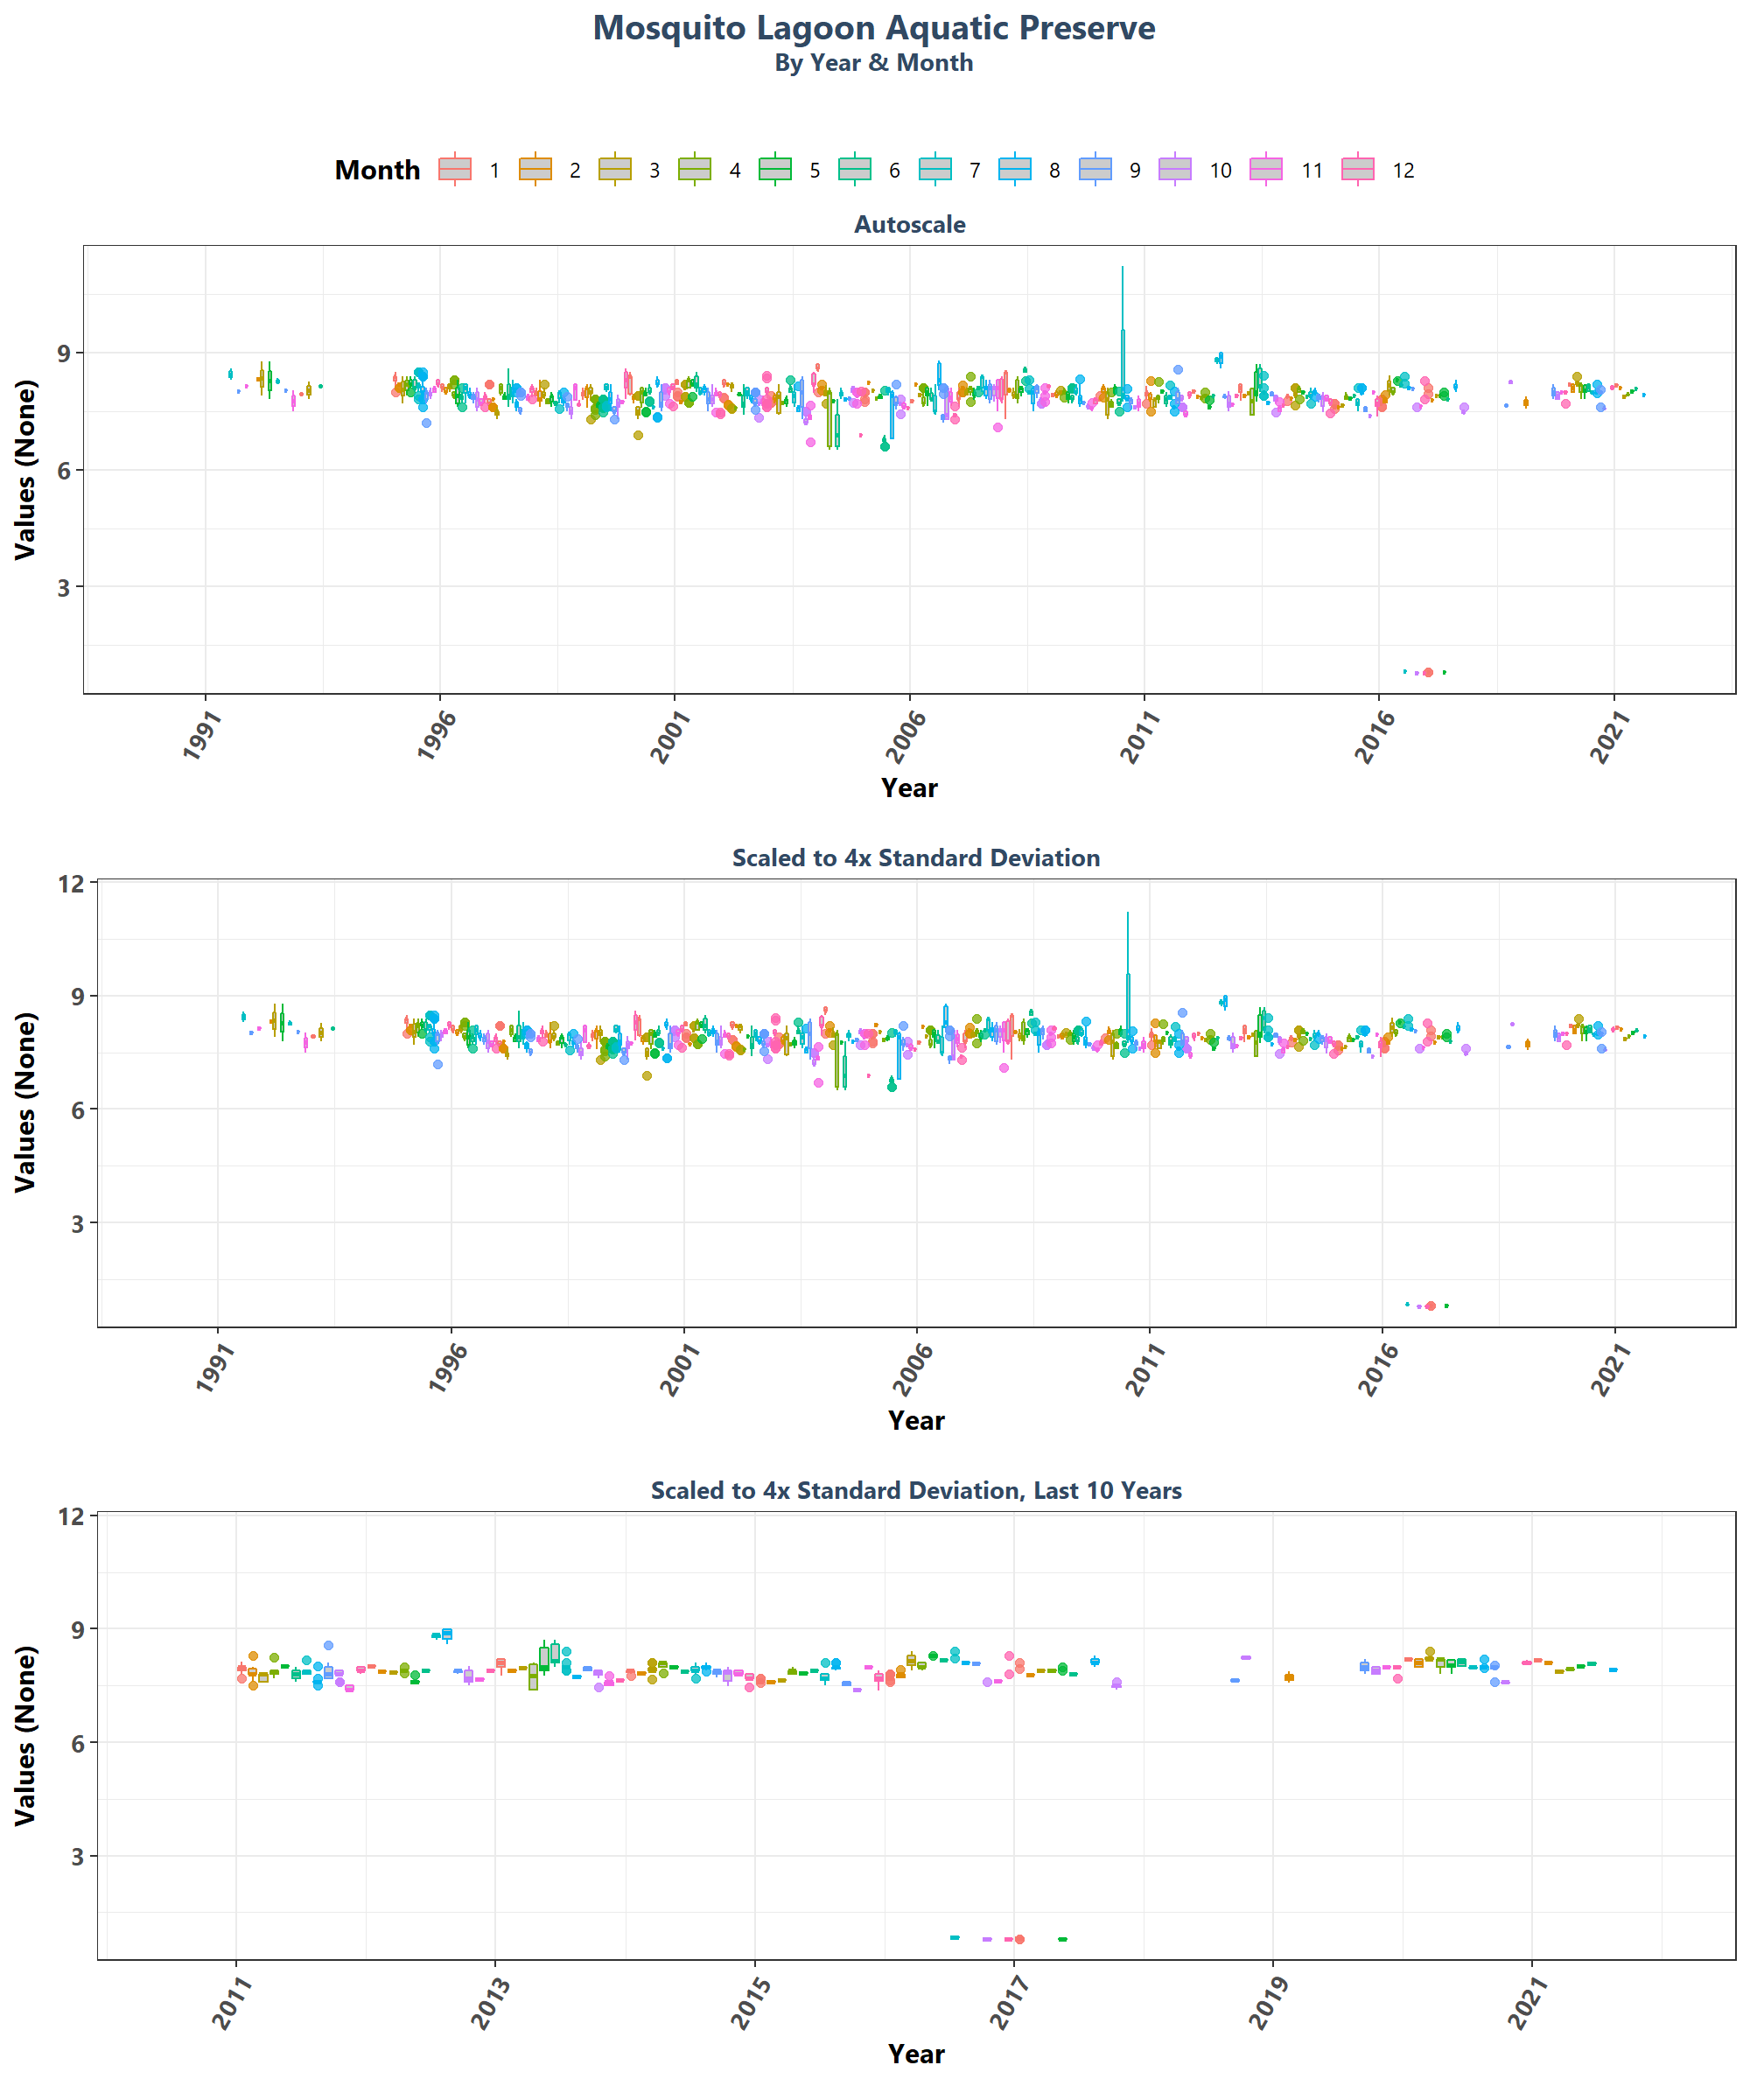 Mosquito Lagoon Aquatic Preserve
By Year & Month
Month 1 2 3 4 5 6 7 8 9 10 11 12
Autoscale
Values (None)
9
6
3
1991 1996 2001 2006 2011 2016 2021
Year
Scaled to 4x Standard Deviation
Values (None)
12
9
6
3
1991 1996 2001 2006 2011 2016 2021
Year
Scaled to 4x Standard Deviation, Last 10 Years
Values (None)
12
9
6
3
2011 2013 2015 2017 2019 2021
Year